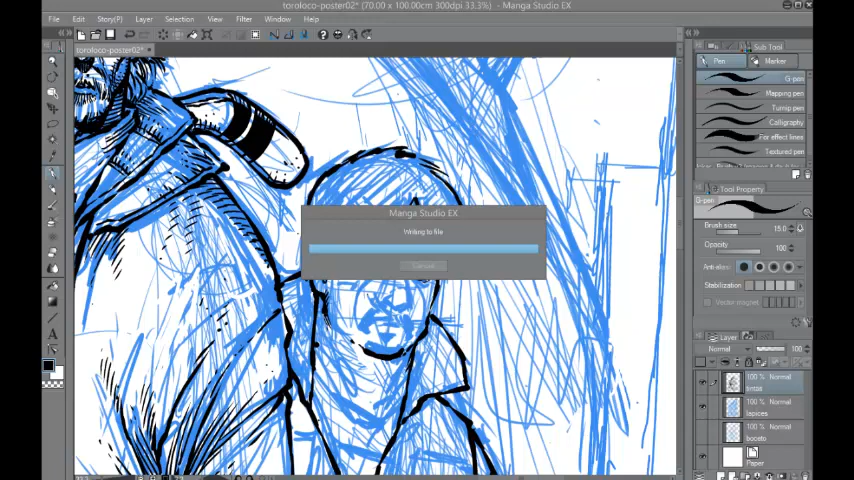 toroloco-poster02* (70.00 x 100.00cm 300dpi 33.3%) - Manga Studio EX
File Edit Story(P) Layer Selection View Filter Window Help
toroloco-poster02*
Sub Tool
Pen Marker
G-pen
Mapping pen
Turnip pen
Calligraphy
For effect lines
Textured pen
Tool Property
G-pen
Manga Studio EX
Writing to file
Cancel
Brush size 15.0
Opacity 100
Anti-alias
Stabilization
Vector magnet
Layer
Normal 100
100 % Normal
tintas
100 % Normal
lapices
100 % Normal
boceto
Paper